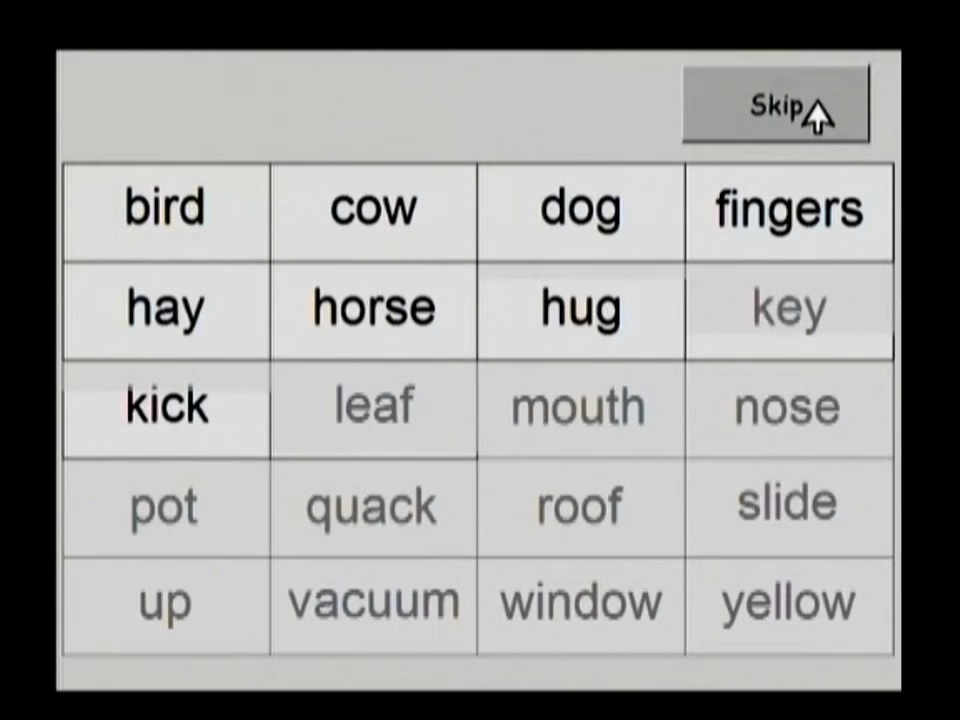 Skip
bird cow dog fingers
hay horse hug key
kick leaf mouth nose
pot quack roof slide
up vacuum window yellow